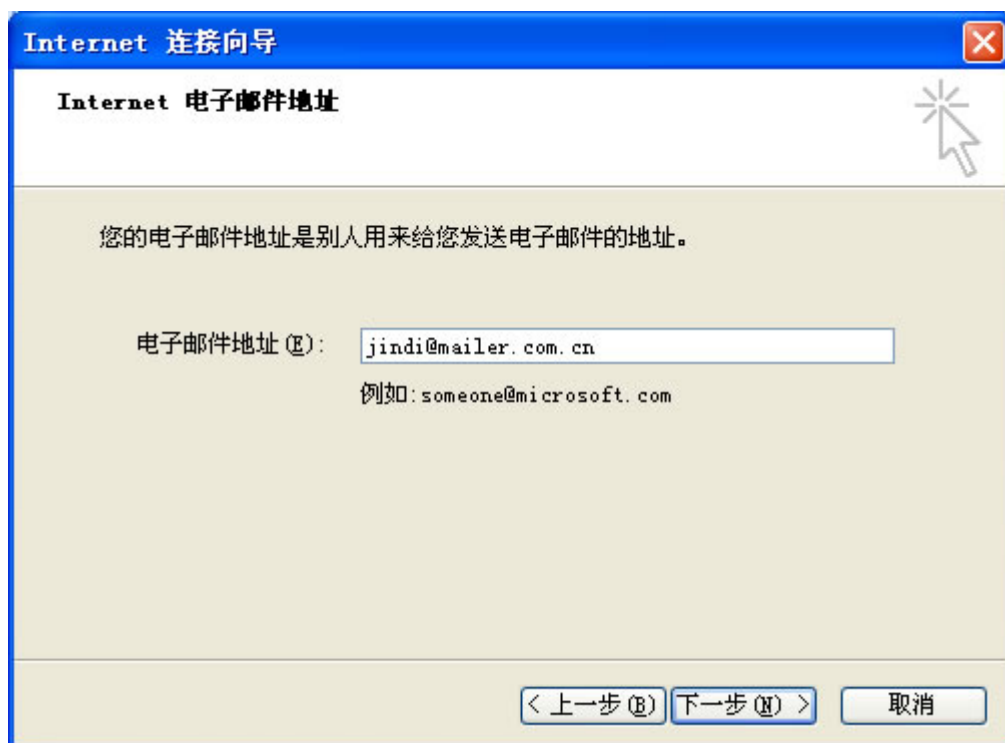 Internet 连接向导
Internet 电子邮件地址
您的电子邮件地址是别人用来给您发送电子邮件的地址。
电子邮件地址(E): jindi@mailer.com.cn
例如:someone@microsoft.com
< 上一步(B) 下一步(N) > 取消